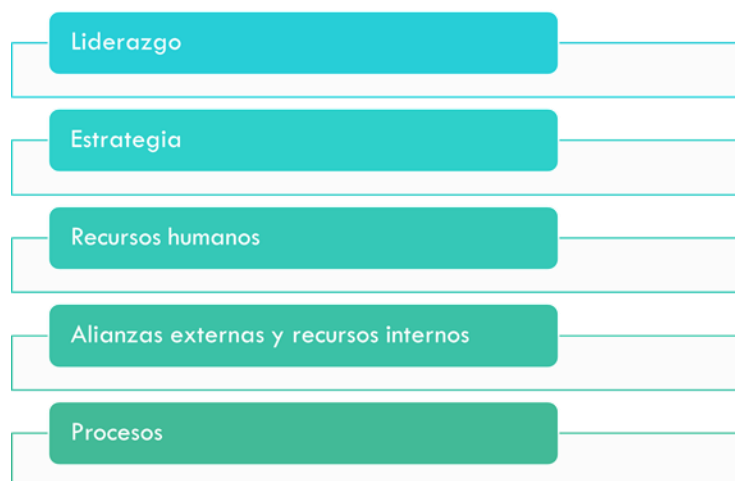 Liderazgo
Estrategia
Recursos humanos
Alianzas externas y recursos internos
Procesos